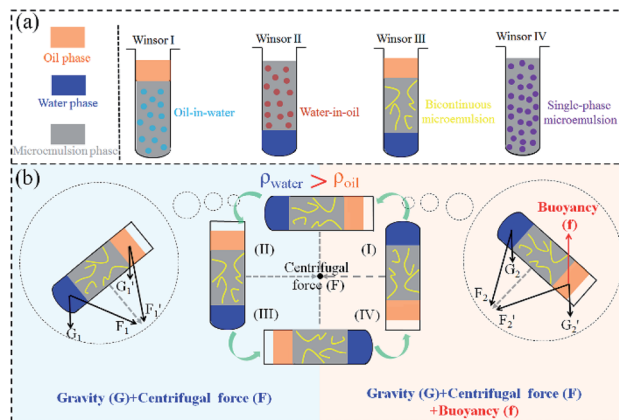 (a)
Winsor I
Winsor II
Winsor III
Winsor IV
Oil phase
Water phase
Microemulsion phase
Oil-in-water
Water-in-oil
Bicontinuous
microemulsion
Single-phase
microemulsion
(b)
ρwater > ρoil
Buoyancy
(f)
(II)
(I)
Centrifugal
force (F)
(III)
(IV)
G1'
G1
F1
F1'
G2
F2
F2'
G2'
Gravity (G)+Centrifugal force (F)
Gravity (G)+Centrifugal force (F)
+Buoyancy (f)